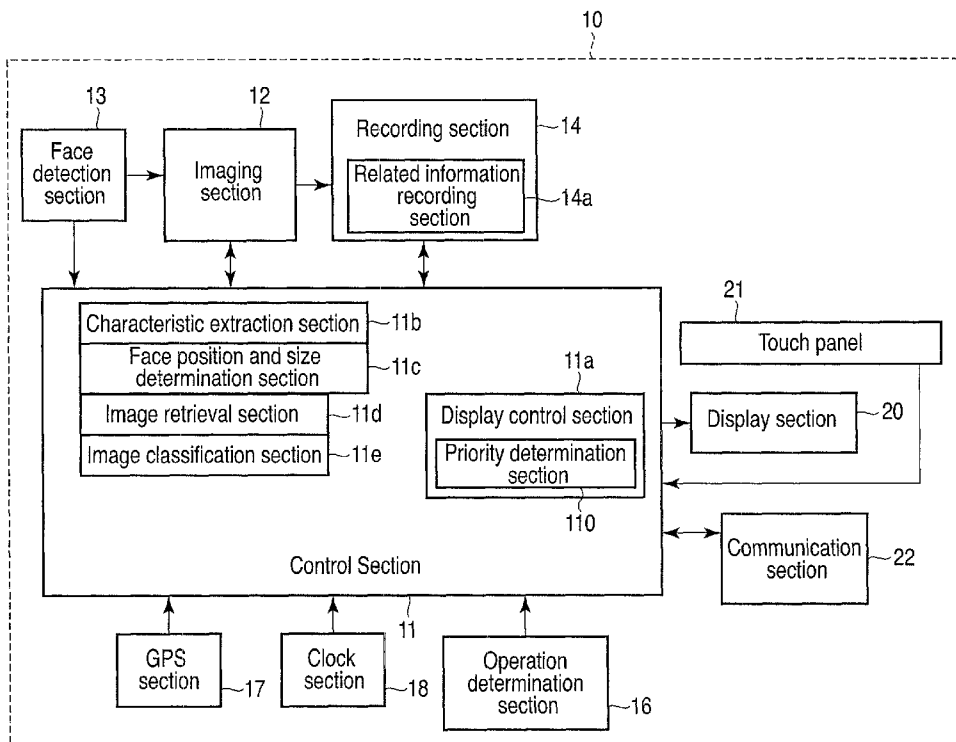 10
13
12
Face
detection
section
Imaging
section
Recording section
14
Related information
recording
section
14a
Characteristic extraction section
11b
Face position and size
determination section
11c
Image retrieval section
11d
Image classification section
11e
11a
Display control section
Priority determination
section
110
21
Touch panel
Display section
20
Communication
section
22
Control Section
11
GPS
section
17
Clock
section
18
Operation
determination
section
16